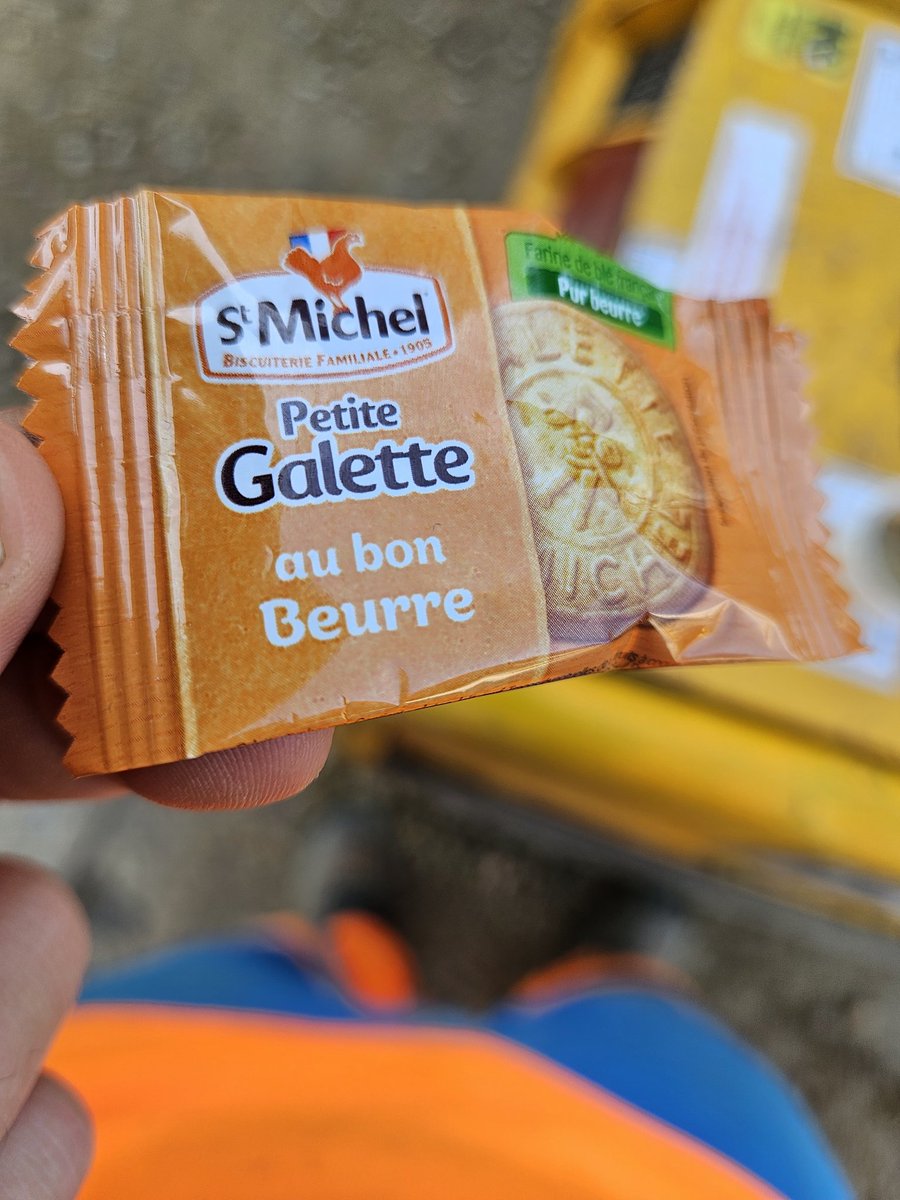 St Michel
BISCUITERIE FAMILIALE • 1905
Petite
Galette
au bon
Beurre
Farine de blé français
Pur beurre